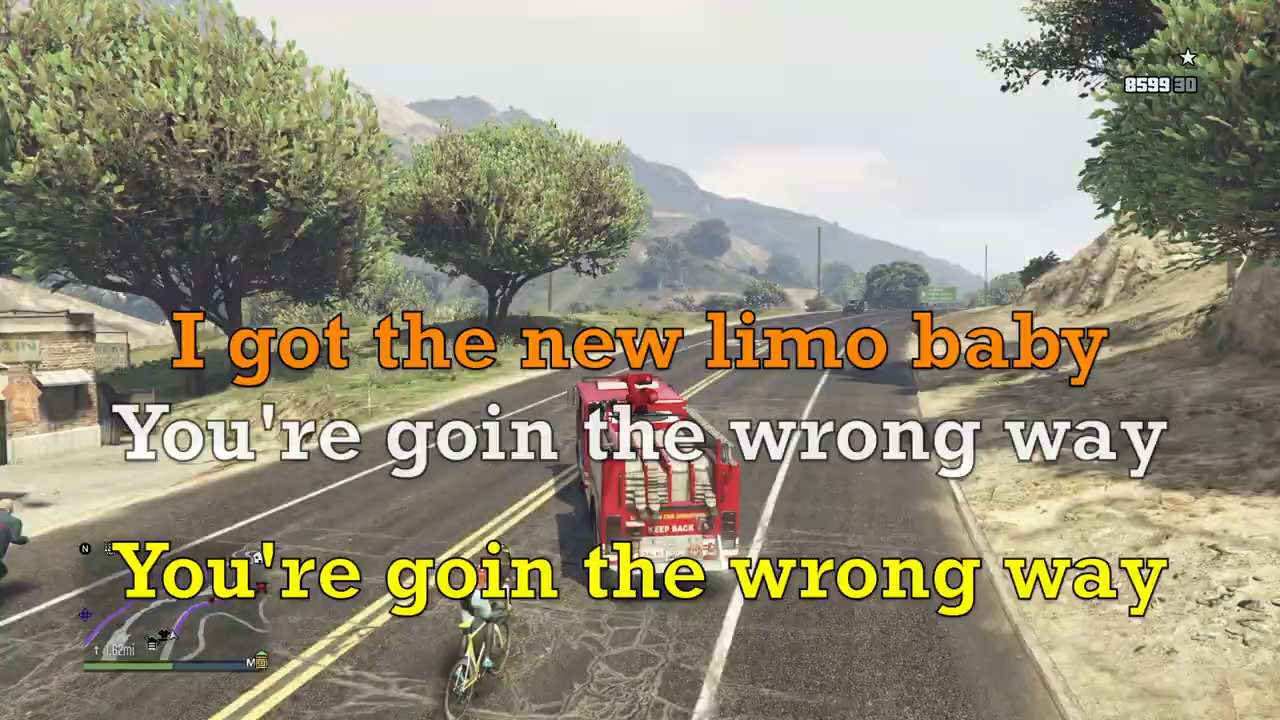 8599 30
I got the new limo baby
You're goin the wrong way
KEEP BACK
N
You're goin the wrong way
1.62mi
M